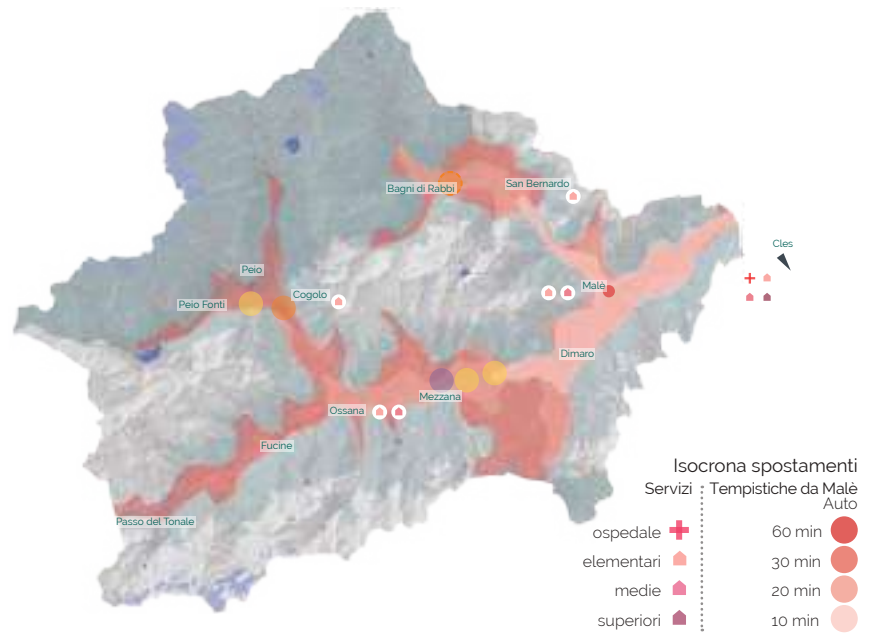 Bagni di Rabbi
San Bernardo
Cles
Peio
Malè
Cogolo
Peio Fonti
Dimaro
Mezzana
Ossana
Fucine
Passo del Tonale
Isocrona spostamenti
Servizi
Tempistiche da Malè
Auto
ospedale
60 min
elementari
30 min
medie
20 min
superiori
10 min